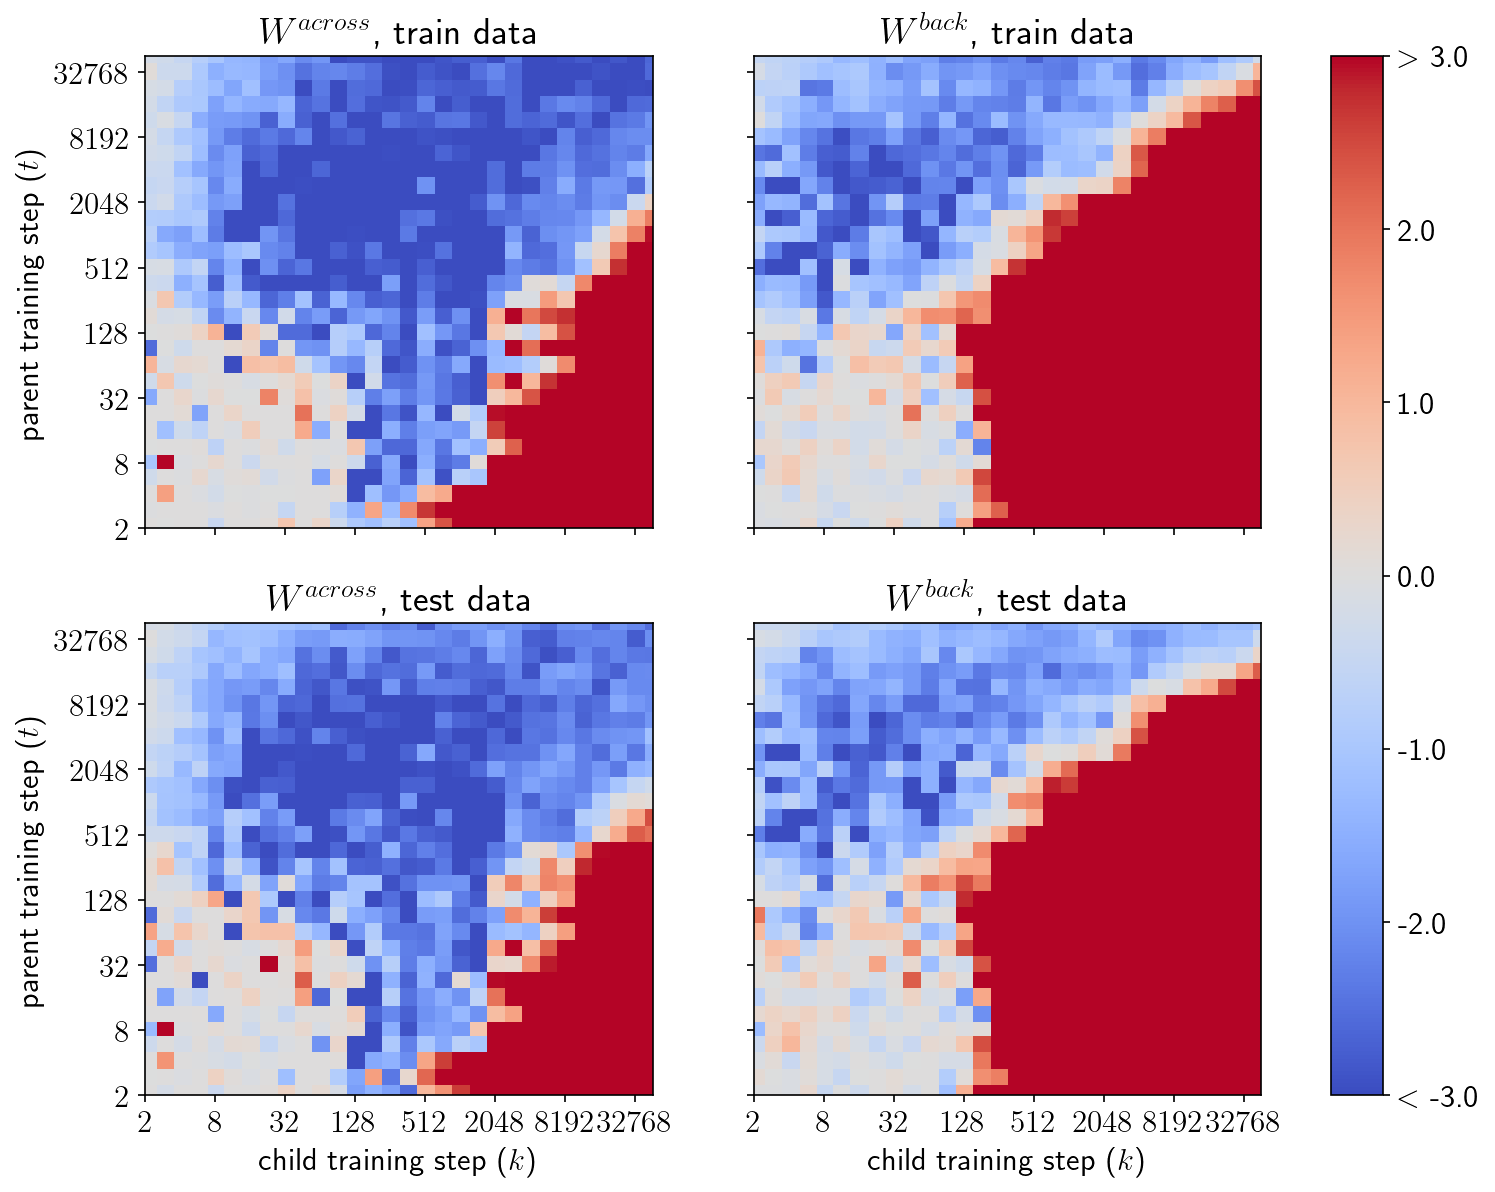 W^{across}, train data
W^{back}, train data
parent training step (t)
32768
8192
2048
512
128
32
8
2
> 3.0
2.0
1.0
0.0
-1.0
-2.0
< -3.0
W^{across}, test data
W^{back}, test data
parent training step (t)
32768
8192
2048
512
128
32
8
2
2 8 32 128 512 2048 8192 32768
child training step (k)
2 8 32 128 512 2048 8192 32768
child training step (k)